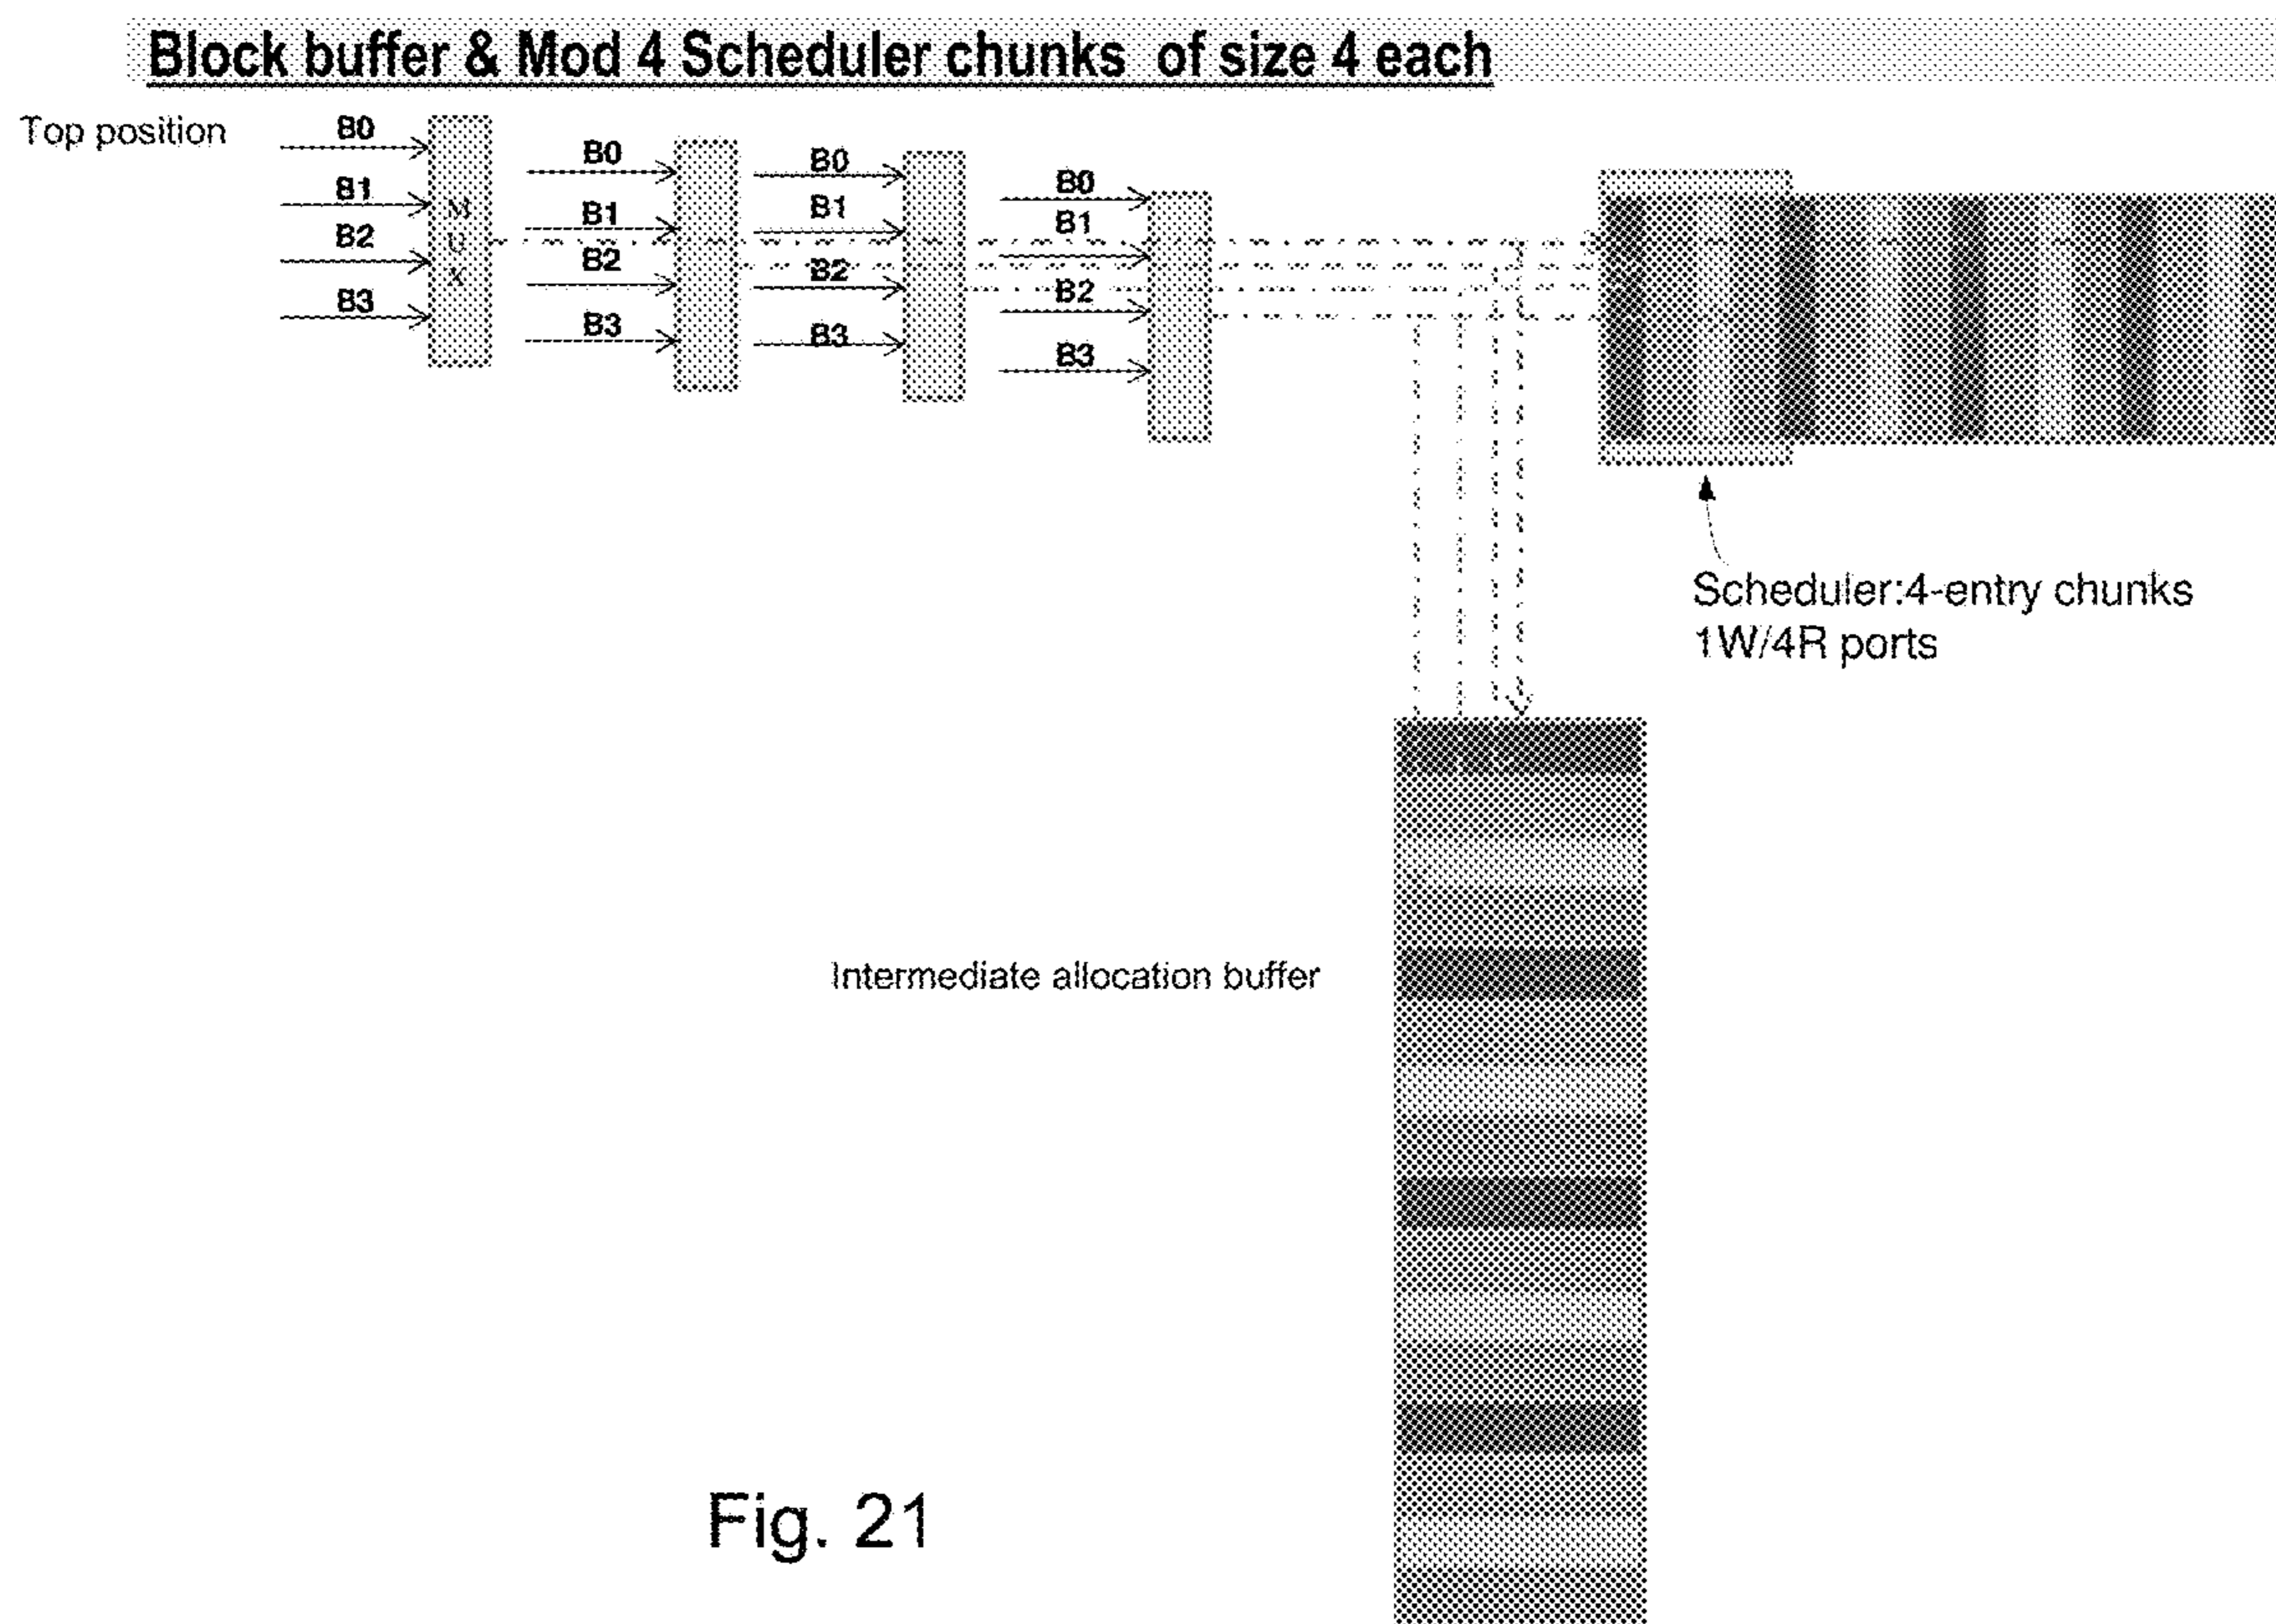 Block buffer & Mod 4 Scheduler chunks  of size 4 each
Top position
B0
B1
B2
B3
M
U
X
B0
B1
B2
B3
B0
B1
B2
B3
B0
B1
B2
B3
Scheduler:4-entry chunks
1W/4R ports
Intermediate allocation buffer
Fig. 21